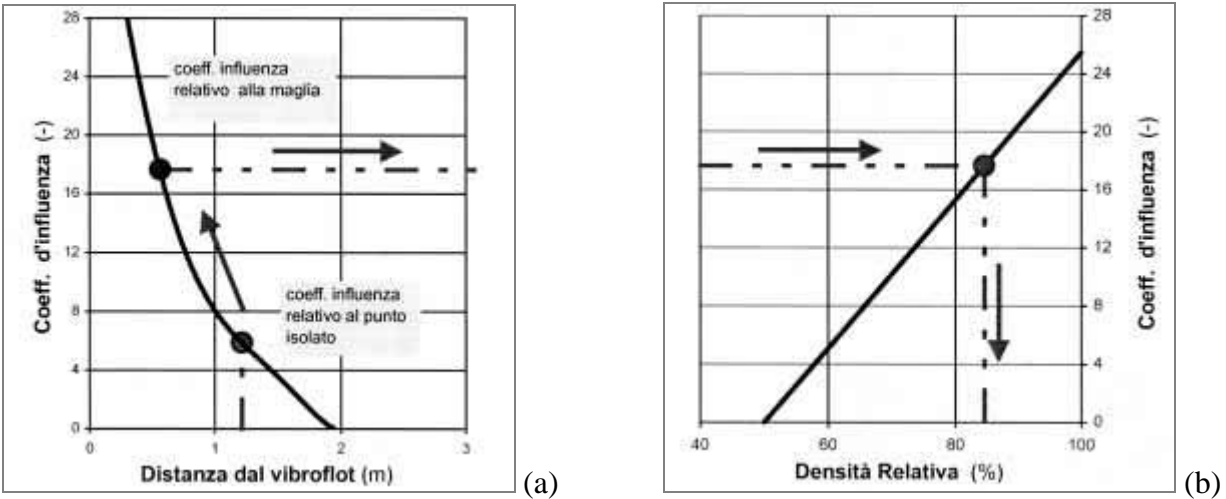 28
24
20
16
12
8
4
0
Coeff. d'influenza (-)
coeff. influenza
relativo alla maglia
coeff. influenza
relativo al punto
isolato
0 1 2 3
Distanza dal vibroflot (m)
(a)
28
24
20
16
12
8
4
0
Coeff. d'influenza (-)
40 60 80 100
Densità Relativa (%)
(b)